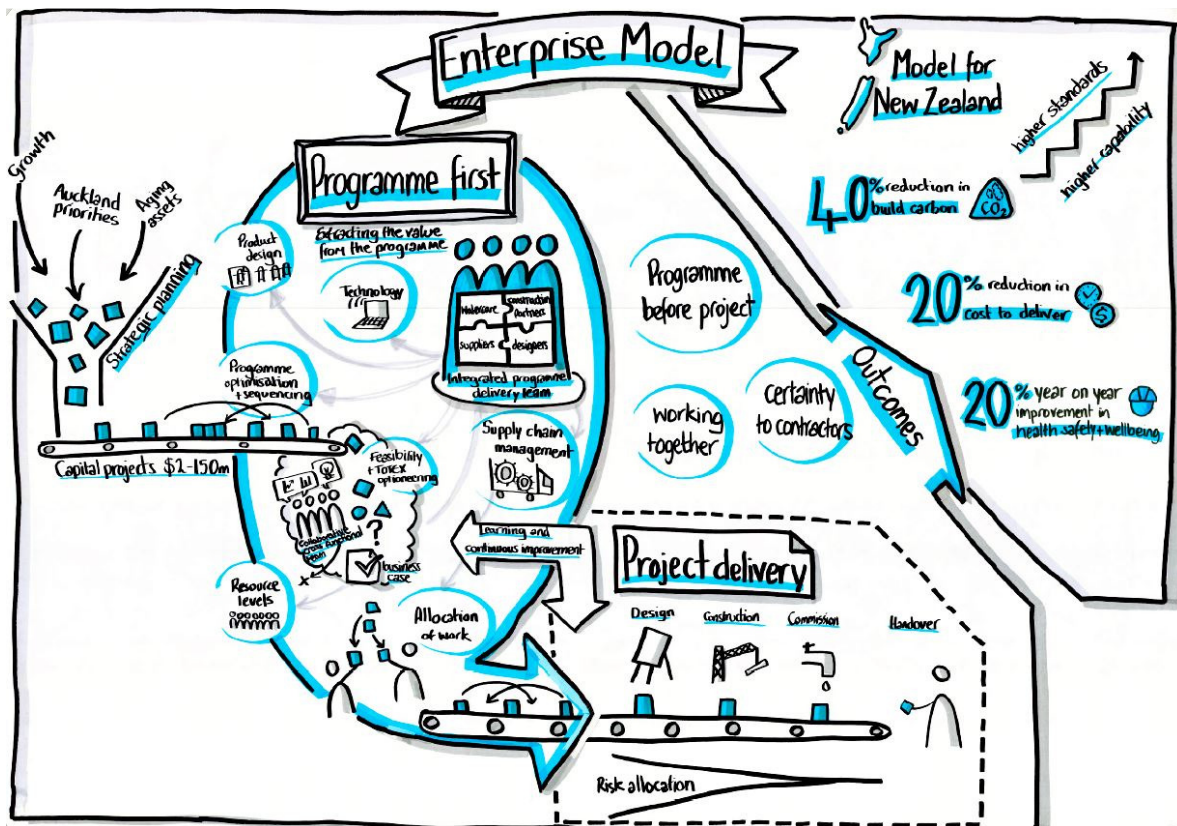 Enterprise Model
Model for
New Zealand
higher standards
higher capability
40% reduction in
build carbon
CO2
20% reduction in
cost to deliver
20% year on year
improvement in
health safety + wellbeing
Outcomes
Growth
Auckland
priorities
Aging
assets
Strategic planning
Capital projects $2-150m
Programme first
Extracting the value
from the programme
Product
design
Technology
Watercare
construction
partners
suppliers
designers
Integrated programme
delivery team
Programme
optimisation
+ sequencing
Feasibility
+ Totex
optioneering
Supply chain
management
Collaborative
cross functional
team
?
business
case
Resource
levels
Allocation
of work
Learning and
continuous improvement
Programme
before project
working
together
certainty
to contractors
Project delivery
Design
Construction
Commission
Handover
Risk allocation